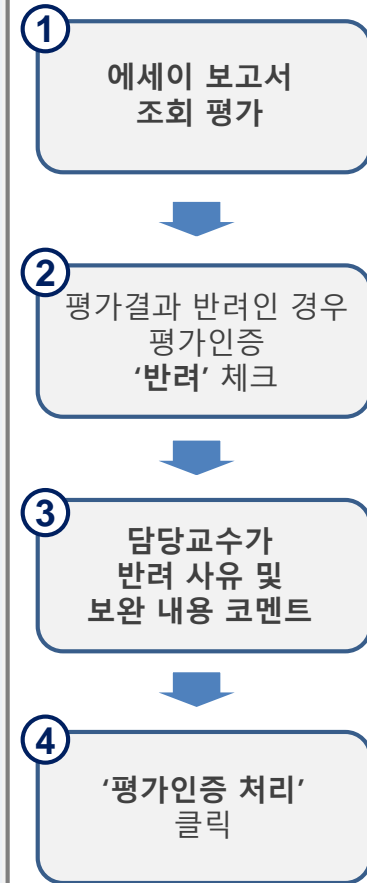 1
에세이 보고서
조회 평가
2
평가결과 반려인 경우
평가인증
‘반려’ 체크
3
담당교수가
반려 사유 및
보완 내용 코멘트
4
‘평가인증 처리’
클릭